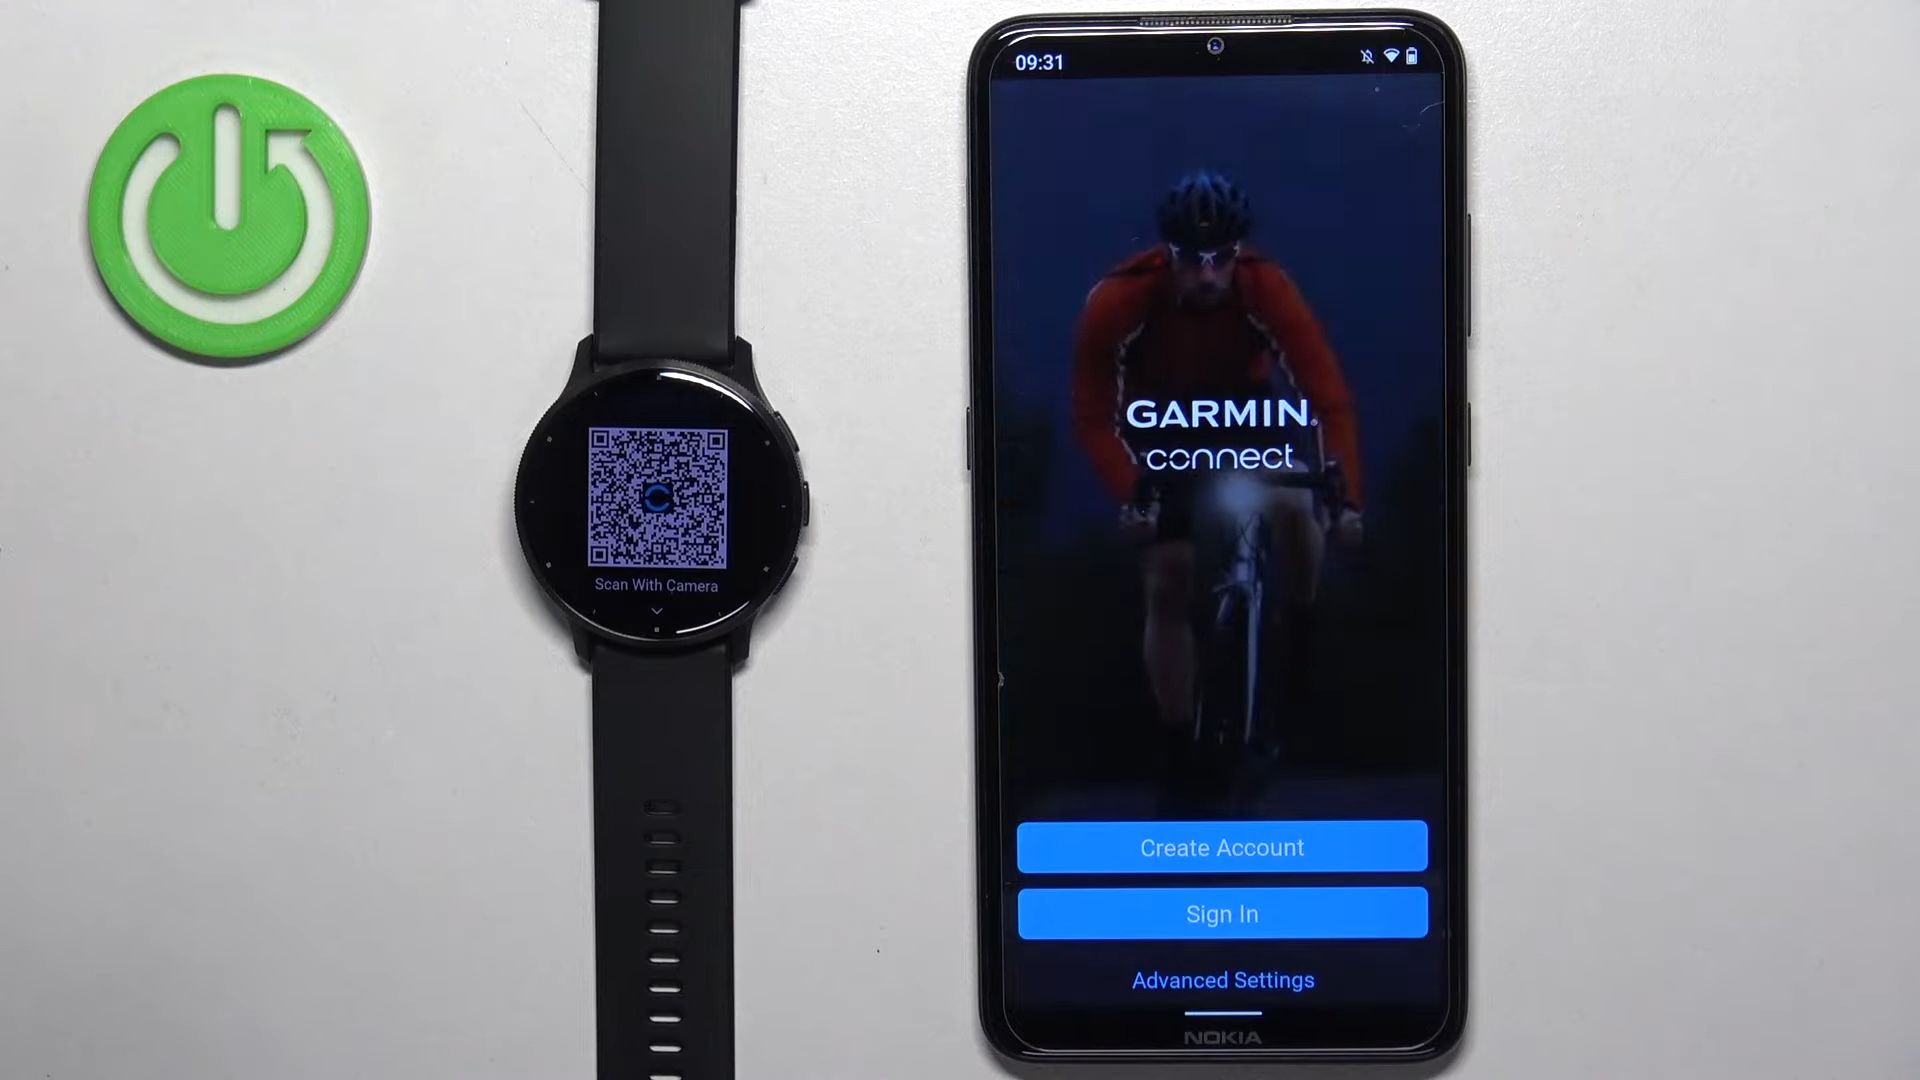 Scan With Camera
09:31
GARMIN
connect
Create Account
Sign In
Advanced Settings
NOKIA